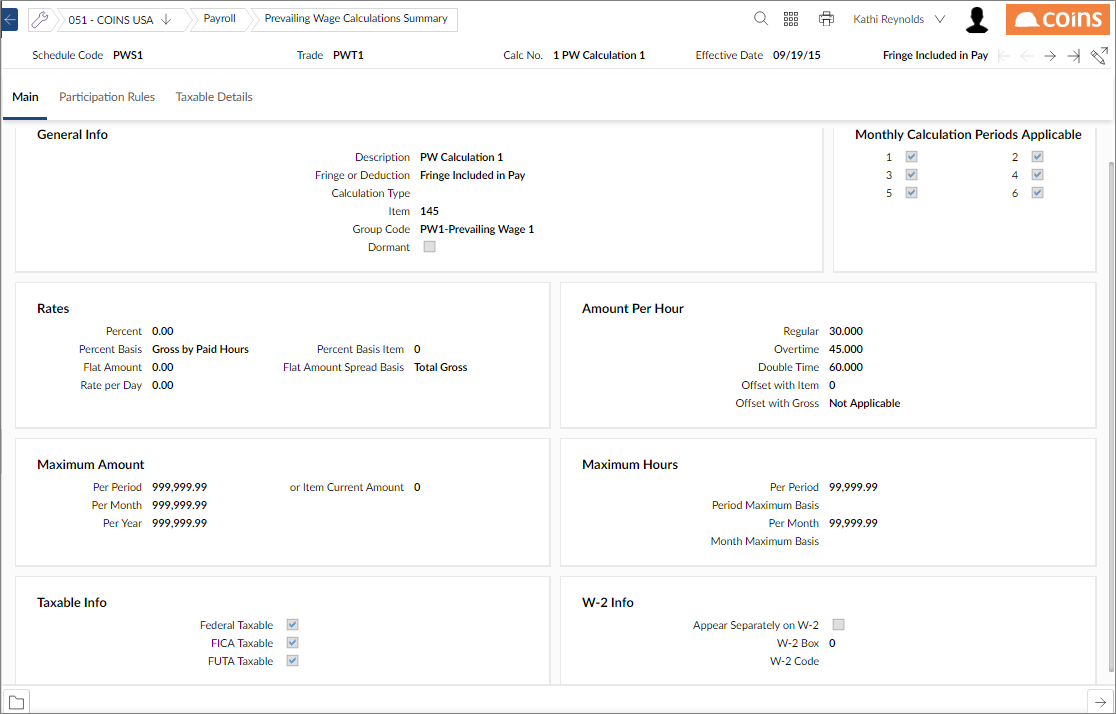 051 - COINS USA Payroll Prevailing Wage Calculations Summary Kathi Reynolds coins
Schedule Code PWS1 Trade PWT1 Calc No. 1 PW Calculation 1 Effective Date 09/19/15 Fringe Included in Pay
Main Participation Rules Taxable Details
General Info
Description PW Calculation 1
Fringe or Deduction Fringe Included in Pay
Calculation Type
Item 145
Group Code PW1-Prevailing Wage 1
Dormant
Monthly Calculation Periods Applicable
1 2
3 4
5 6
Rates
Percent 0.00
Percent Basis Gross by Paid Hours Percent Basis Item 0
Flat Amount 0.00 Flat Amount Spread Basis Total Gross
Rate per Day 0.00
Amount Per Hour
Regular 30.000
Overtime 45.000
Double Time 60.000
Offset with Item 0
Offset with Gross Not Applicable
Maximum Amount
Per Period 999,999.99 or Item Current Amount 0
Per Month 999,999.99
Per Year 999,999.99
Maximum Hours
Per Period 99,999.99
Period Maximum Basis
Per Month 99,999.99
Month Maximum Basis
Taxable Info
Federal Taxable
FICA Taxable
FUTA Taxable
W-2 Info
Appear Separately on W-2
W-2 Box 0
W-2 Code